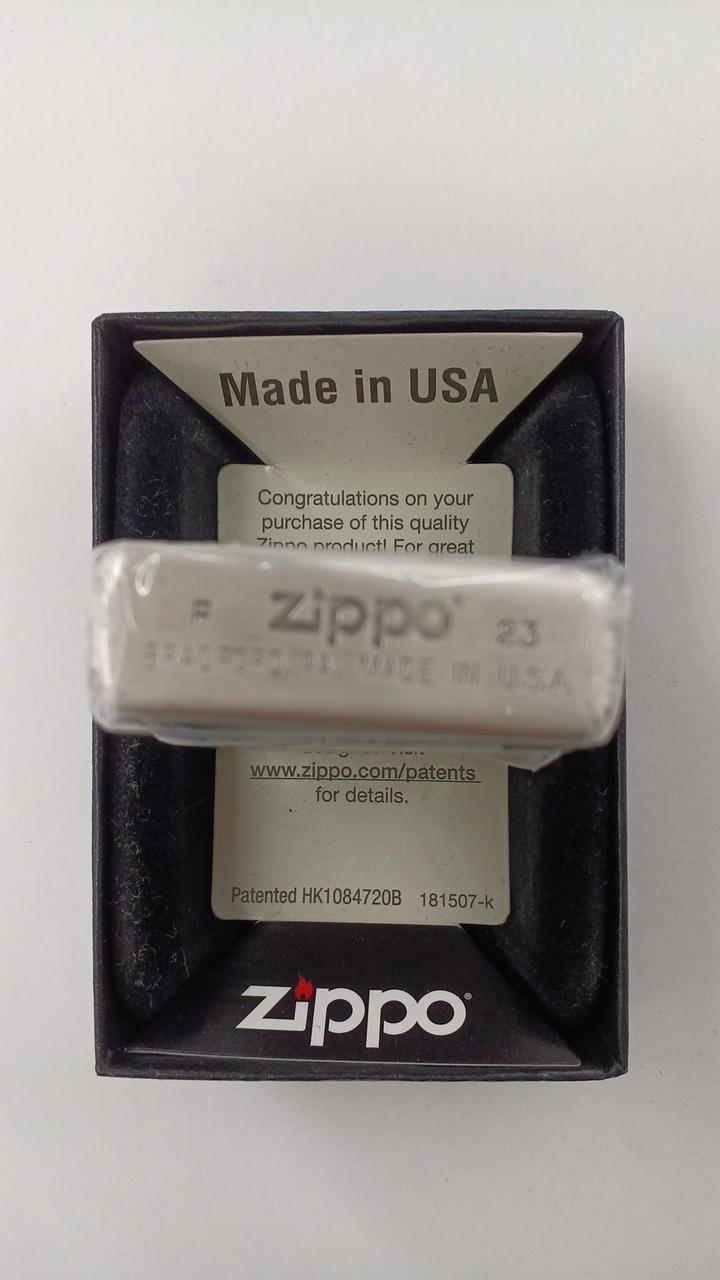 Made in USA
Congratulations on your
purchase of this quality
Zippo product! For great
F zippo 23
BRADFORD, PA. MADE IN U.S.A.
visit
www.zippo.com/patents
for details.
Patented HK1084720B 181507-k
zippo®